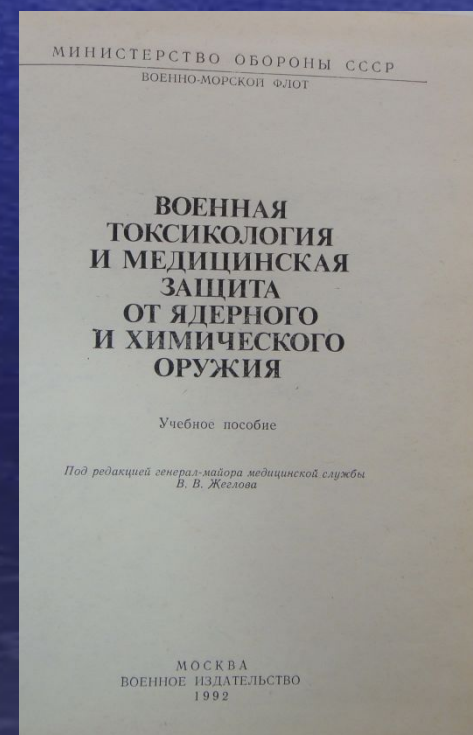 МИНИСТЕРСТВО ОБОРОНЫ СССР
ВОЕННО-МОРСКОЙ ФЛОТ
ВОЕННАЯ
ТОКСИКОЛОГИЯ
И МЕДИЦИНСКАЯ
ЗАЩИТА
ОТ ЯДЕРНОГО
И ХИМИЧЕСКОГО
ОРУЖИЯ
Учебное пособие
Под редакцией генерал-майора медицинской службы
В. В. Жеглова
МОСКВА
ВОЕННОЕ ИЗДАТЕЛЬСТВО
1992